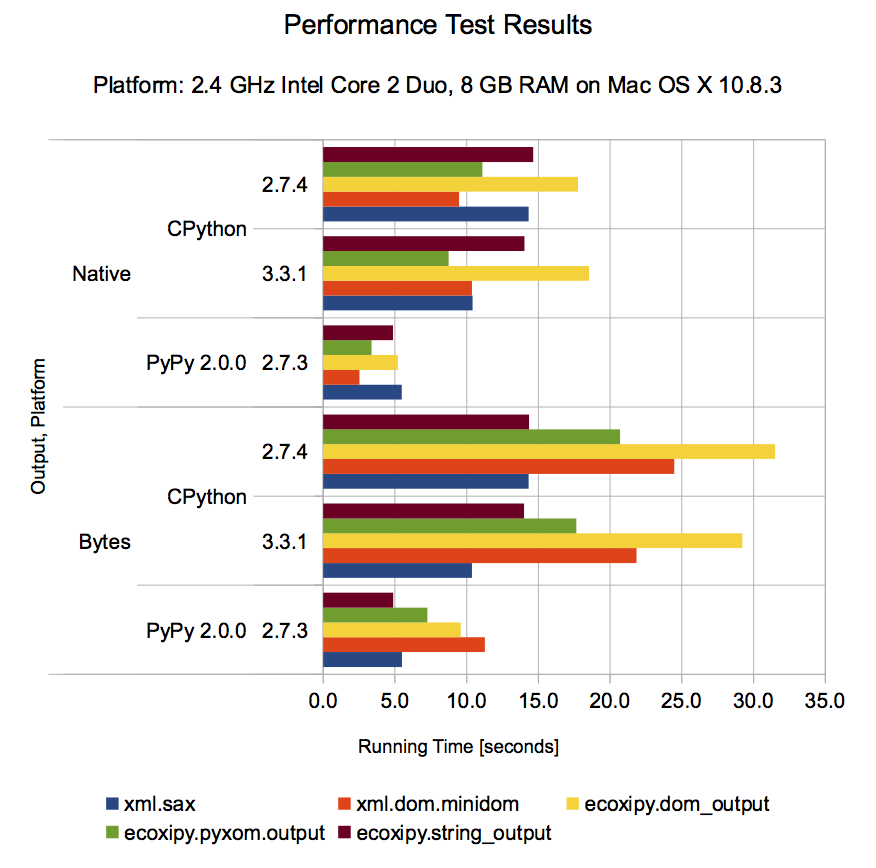 Performance Test Results
Platform: 2.4 GHz Intel Core 2 Duo, 8 GB RAM on Mac OS X 10.8.3
Output, Platform
Native
CPython
2.7.4
3.3.1
PyPy 2.0.0 2.7.3
Bytes
CPython
2.7.4
3.3.1
PyPy 2.0.0 2.7.3
0.0 5.0 10.0 15.0 20.0 25.0 30.0 35.0
Running Time [seconds]
xml.sax xml.dom.minidom ecoxipy.dom_output
ecoxipy.pyxom.output ecoxipy.string_output